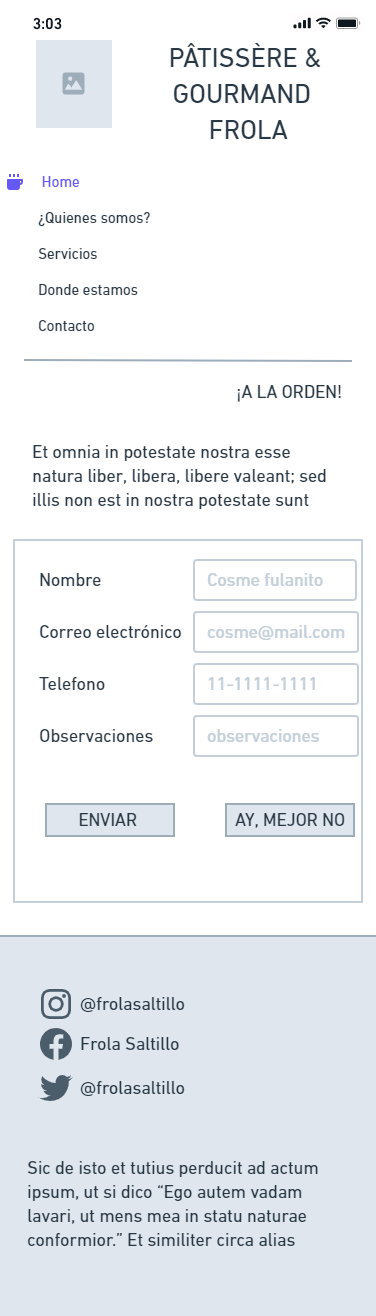 3:03
PÂTISSÈRE &
GOURMAND
FROLA
Home
¿Quienes somos?
Servicios
Donde estamos
Contacto
¡A LA ORDEN!
Et omnia in potestate nostra esse
natura liber, libera, libere valeant; sed
illis non est in nostra potestate sunt
Nombre Cosme fulanito
Correo electrónico cosme@mail.com
Telefono 11-1111-1111
Observaciones observaciones
ENVIAR AY, MEJOR NO
@frolasaltillo
Frola Saltillo
@frolasaltillo
Sic de isto et tutius perducit ad actum
ipsum, ut si dico “Ego autem vadam
lavari, ut mens mea in statu naturae
conformior.” Et similiter circa alias